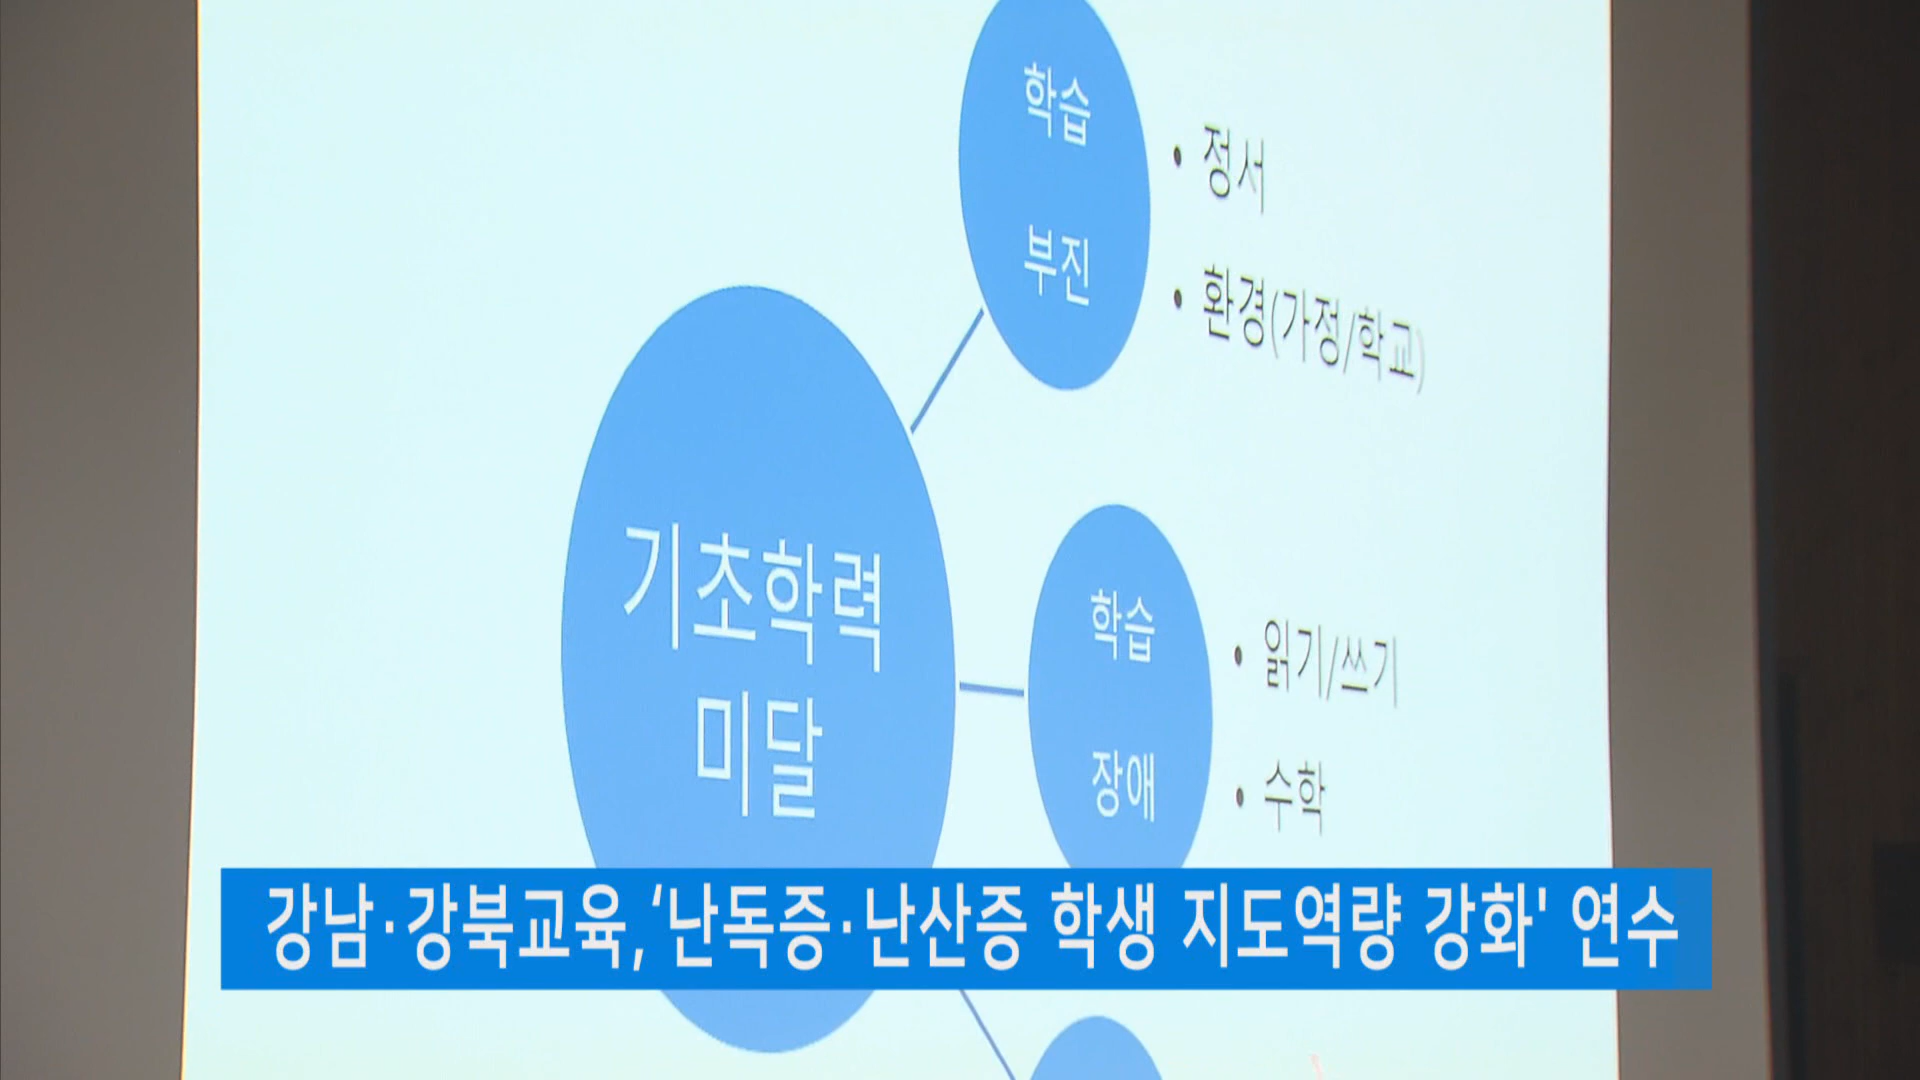 학습
부진
• 정서
• 환경(가정/학교)
기초학력
미달
학습
장애
• 읽기/쓰기
• 수학
강남·강북교육, ‘난독증·난산증 학생 지도역량 강화' 연수